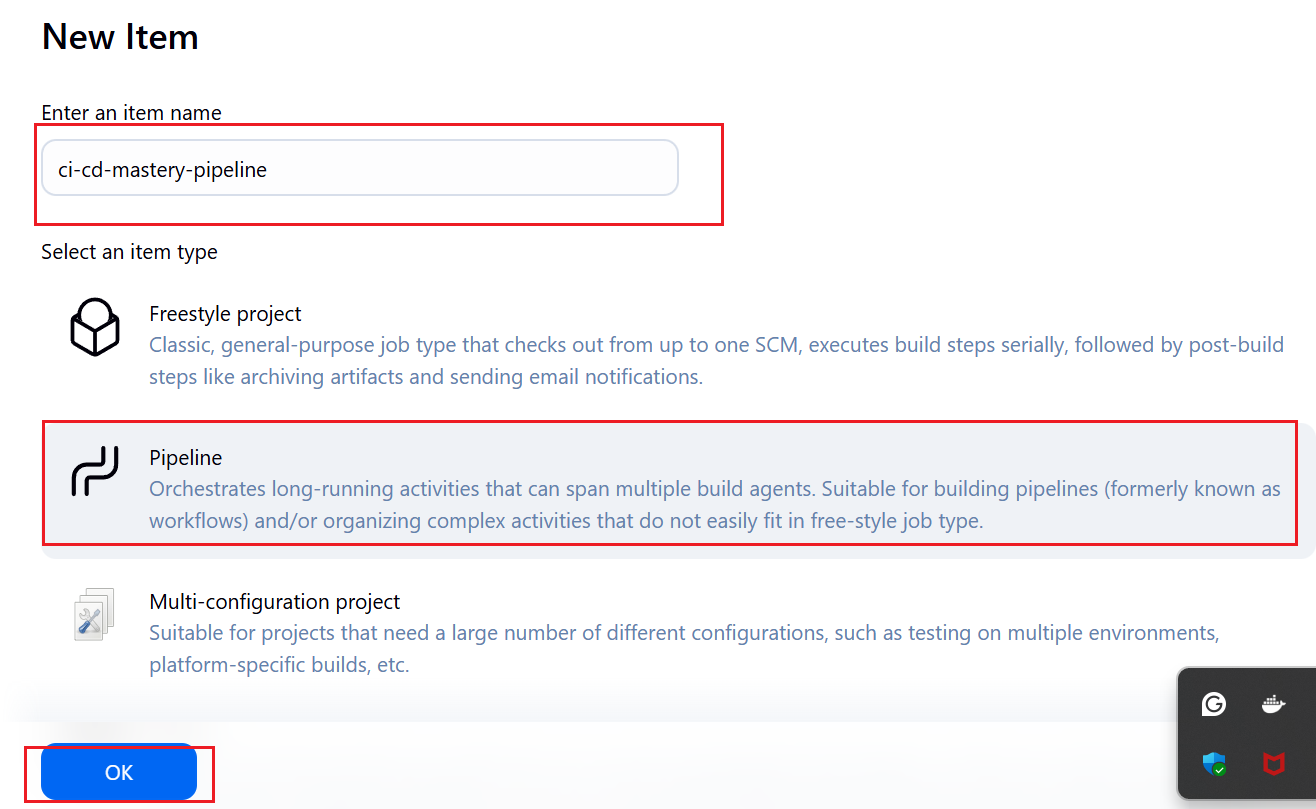 New Item
Enter an item name
ci-cd-mastery-pipeline
Select an item type
Freestyle project
Classic, general-purpose job type that checks out from up to one SCM, executes build steps serially, followed by post-build
steps like archiving artifacts and sending email notifications.
Pipeline
Orchestrates long-running activities that can span multiple build agents. Suitable for building pipelines (formerly known as
workflows) and/or organizing complex activities that do not easily fit in free-style job type.
Multi-configuration project
Suitable for projects that need a large number of different configurations, such as testing on multiple environments,
platform-specific builds, etc.
OK